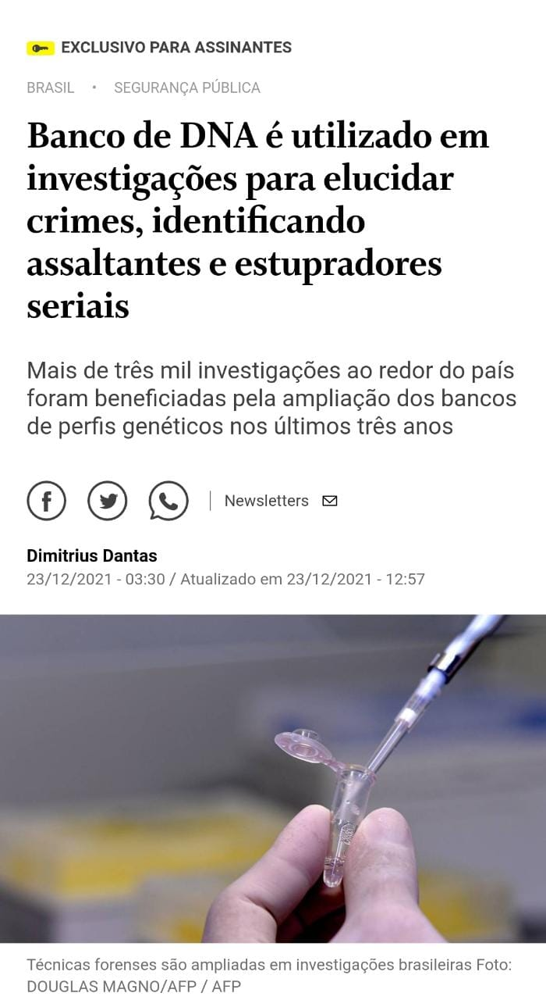 EXCLUSIVO PARA ASSINANTES
BRASIL • SEGURANÇA PÚBLICA
Banco de DNA é utilizado em
investigações para elucidar
crimes, identificando
assaltantes e estupradores
seriais
Mais de três mil investigações ao redor do país
foram beneficiadas pela ampliação dos bancos
de perfis genéticos nos últimos três anos
Newsletters
Dimitrius Dantas
23/12/2021 - 03:30 / Atualizado em 23/12/2021 - 12:57
Técnicas forenses são ampliadas em investigações brasileiras Foto:
DOUGLAS MAGNO/AFP / AFP